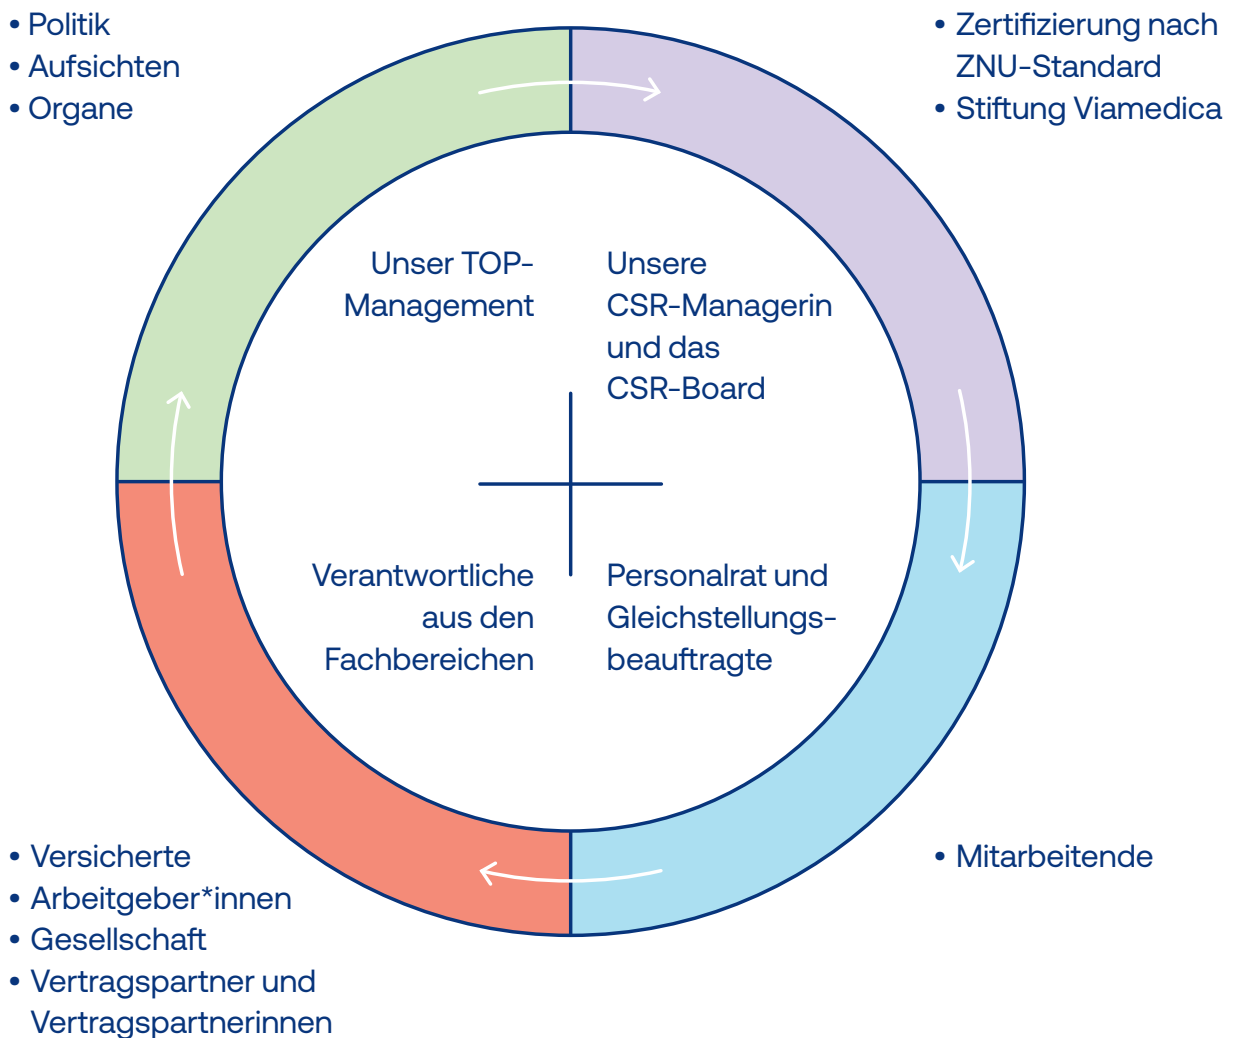 • Politik
• Aufsichten
• Organe
• Zertifizierung nach
ZNU-Standard
• Stiftung Viamedica
Unser TOP-
Management
Unsere
CSR-Managerin
und das
CSR-Board
Verantwortliche
aus den
Fachbereichen
Personalrat und
Gleichstellungs-
beauftragte
• Versicherte
• Arbeitgeber*innen
• Gesellschaft
• Vertragspartner und
Vertragspartnerinnen
• Mitarbeitende